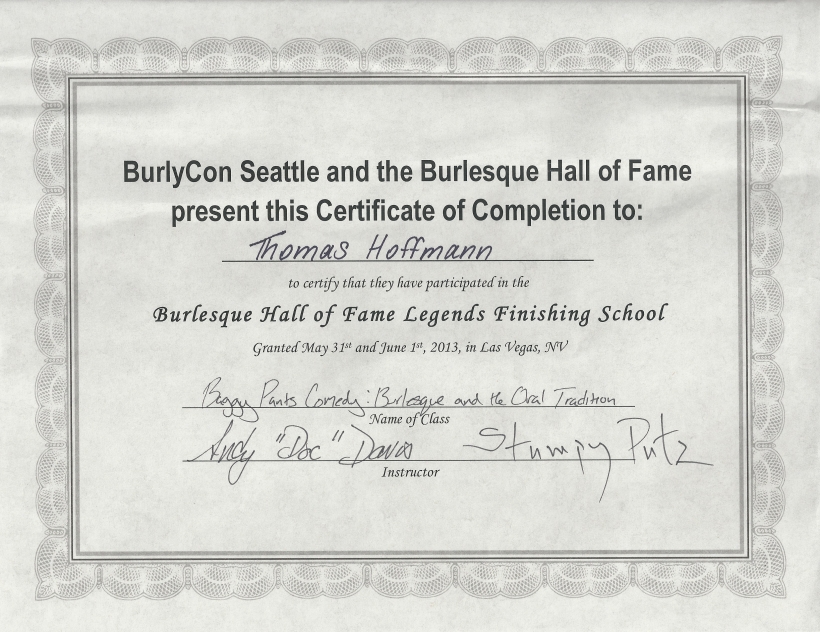 BurlyCon Seattle and the Burlesque Hall of Fame
present this Certificate of Completion to:
Thomas Hoffmann
to certify that they have participated in the
Burlesque Hall of Fame Legends Finishing School
Granted May 31st and June 1st, 2013, in Las Vegas, NV
Baggy Pants Comedy: Burlesque and the Oral Tradition
Name of Class
Andy "Doc" Davis Stumpy Putz
Instructor